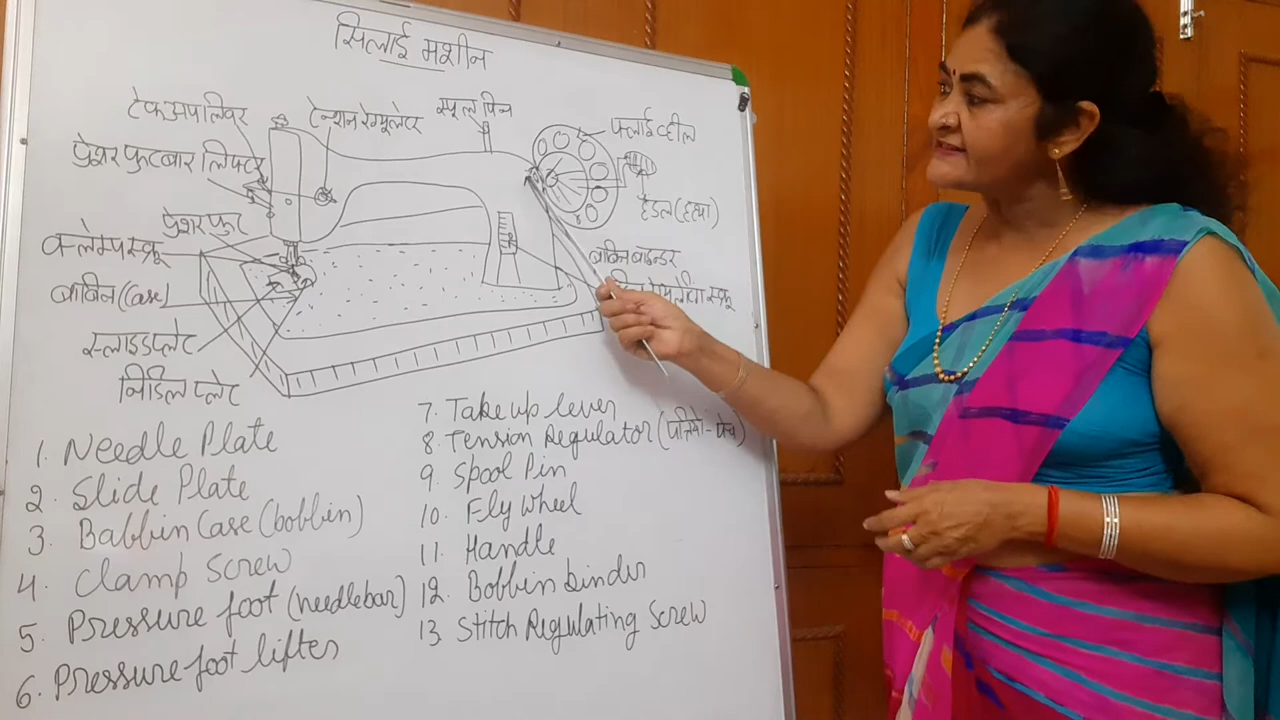 सिलाई मशीन
टेकअपलिवर
टेन्शन रेग्यूलेटर
स्पूल पिन
फ्लाई व्हील
प्रेशर फुटबार लिफ्टर
हैंडल (हत्था)
प्रेशर फुट
क्लेम्प स्क्रू
बाबिन बाइन्डर
बाबिन (Case)
स्क्रू
स्लाइडप्लेट
निडिल प्लेट
1. Needle Plate
2. Slide Plate
3. Babbin Case (bobbin)
4. Clamp Screw
5. Pressure foot (needlebar)
6. Pressure foot lifter
7. Take up lever
8. Tension Regulator (
9. Spool Pin
10. Fly Wheel
11. Handle
12. Bobbin binder
13 Stitch Regulating Screw